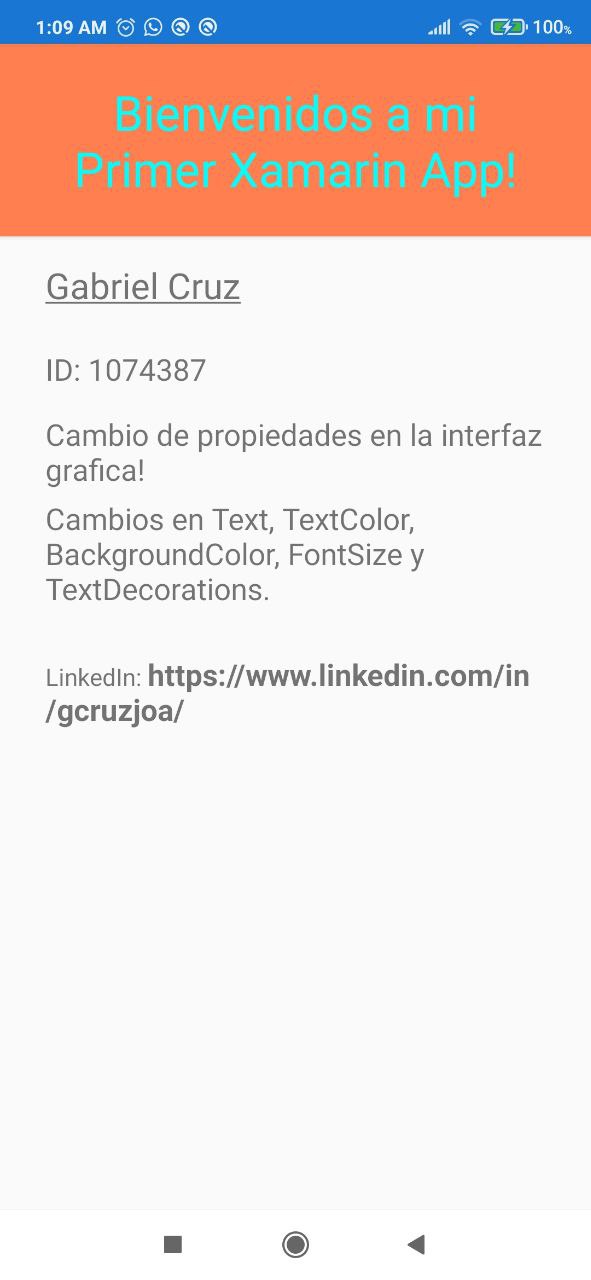 1:09 AM 100%
Bienvenidos a mi
Primer Xamarin App!
Gabriel Cruz
ID: 1074387
Cambio de propiedades en la interfaz
grafica!
Cambios en Text, TextColor,
BackgroundColor, FontSize y
TextDecorations.
LinkedIn: https://www.linkedin.com/in
/gcruzjoa/